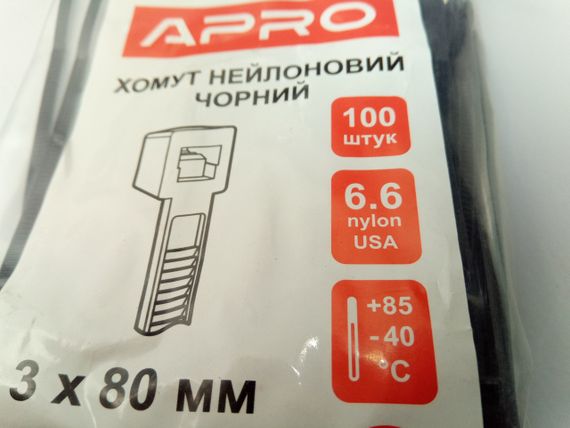 APRO
ХОМУТ НЕЙЛОНОВИЙ
ЧОРНИЙ
100
штук
6.6
nylon
USA
+85
-40
°C
3 x 80 мм